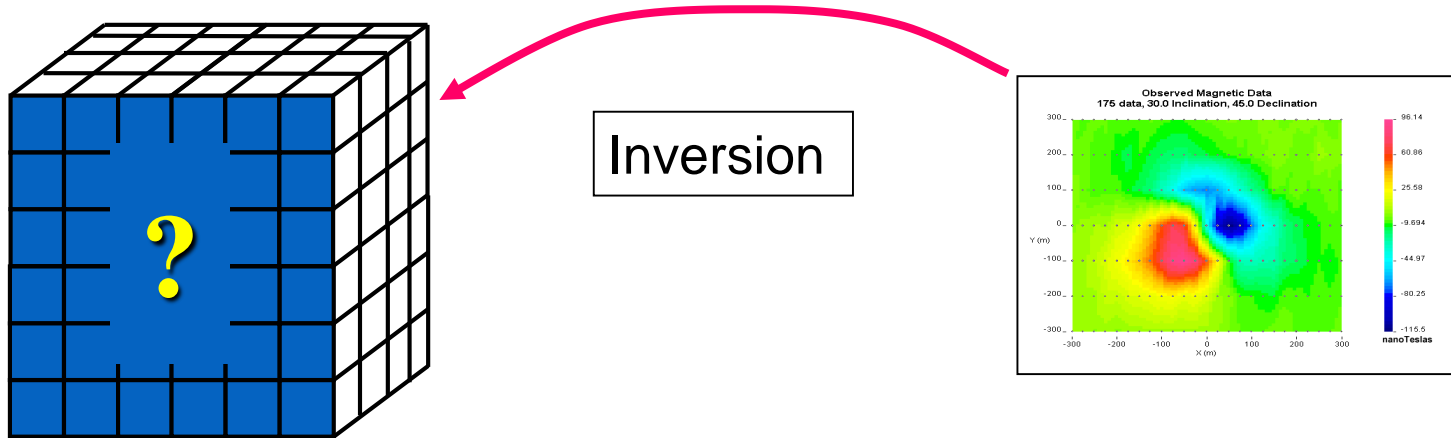 ?
Inversion
Observed Magnetic Data
175 data, 30.0 Inclination, 45.0 Declination
300
200
100
0
Y (m)
-100
-200
-300
-300 -200 -100 0 100 200 300
X (m)
96.14
60.86
25.58
-9.694
-44.97
-80.25
-115.5
nanoTeslas